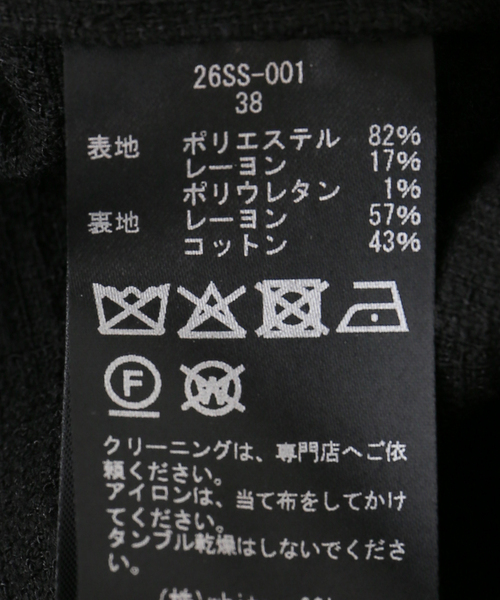 26SS-001
38
表地 ポリエステル 82%
レーヨン 17%
ポリウレタン 1%
裏地 レーヨン 57%
コットン 43%
F
W
クリーニングは、専門店へご依
頼ください。
アイロンは、当て布をしてかけ
てください。
タンブル乾燥はしないでくださ
い。
(株)